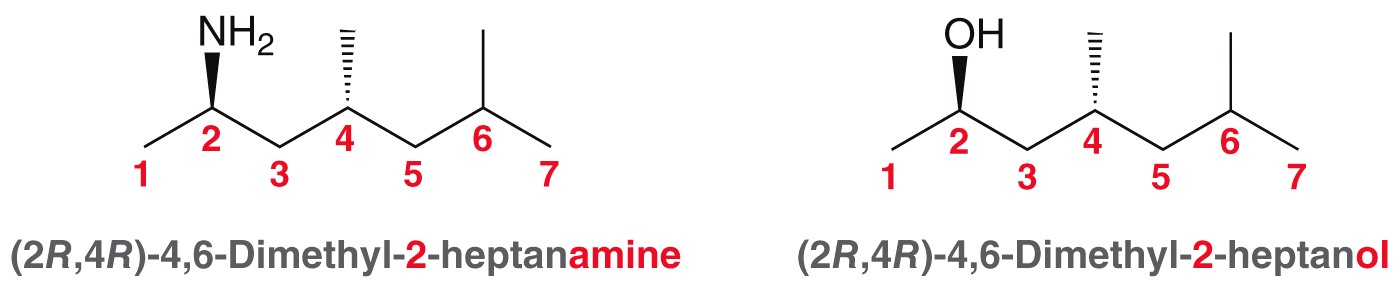 NH2 OH
2 4 6 2 4 6
1 3 5 7 1 3 5 7
(2R,4R)-4,6-Dimethyl-2-heptanamine (2R,4R)-4,6-Dimethyl-2-heptanol